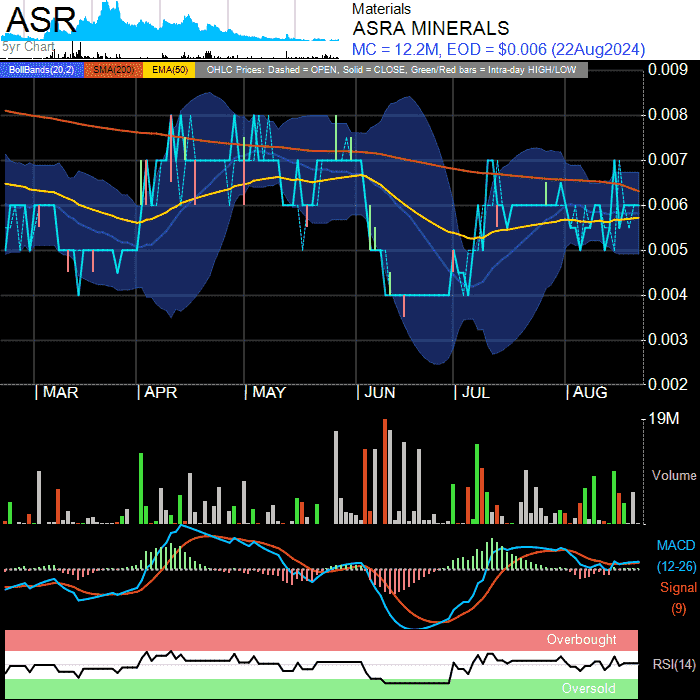 ASR
5yr Chart
Materials
ASRA MINERALS
MC = 12.2M, EOD = $0.006 (22Aug2024)
BollBands(20,2) SMA(200) EMA(50) OHLC Prices: Dashed = OPEN, Solid = CLOSE, Green/Red bars = Intra-day HIGH/LOW
0.009
0.008
0.007
0.006
0.005
0.004
0.003
0.002
| MAR | APR | MAY | JUN | JUL | AUG
19M
Volume
MACD
(12-26)
Signal
(9)
Overbought
RSI(14)
Oversold